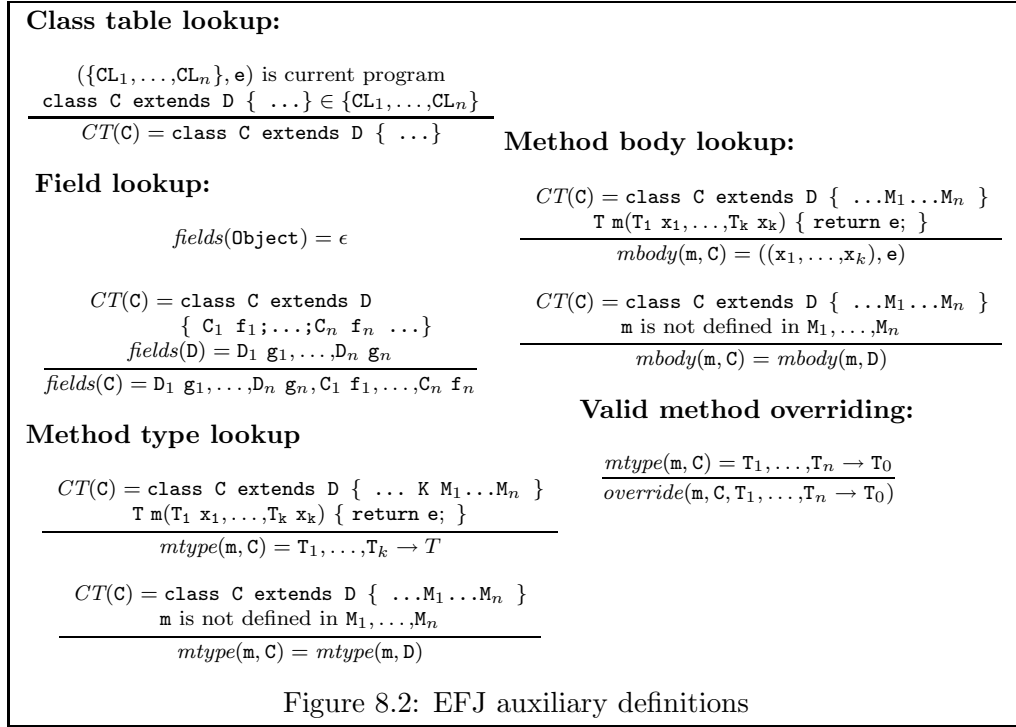 Class table lookup:
({CL₁,...,CLₙ}, e) is current program
class C extends D { ...} ∈ {CL₁,...,CLₙ}
CT(C) = class C extends D { ...}
Field lookup:
fields(Object) = ϵ
CT(C) = class C extends D
{ C₁ f₁;...;Cₙ fₙ ...}
fields(D) = D₁ g₁,...,Dₙ gₙ
fields(C) = D₁ g₁,...,Dₙ gₙ,C₁ f₁,...,Cₙ fₙ
Method type lookup
CT(C) = class C extends D { ... K M₁...Mₙ }
T m(T₁ x₁,...,Tₖ xₖ) { return e; }
mtype(m, C) = T₁,...,Tₖ → T
CT(C) = class C extends D { ...M₁...Mₙ }
m is not defined in M₁,...,Mₙ
mtype(m, C) = mtype(m, D)
Method body lookup:
CT(C) = class C extends D { ...M₁...Mₙ }
T m(T₁ x₁,...,Tₖ xₖ) { return e; }
mbody(m, C) = ((x₁,...,xₖ), e)
CT(C) = class C extends D { ...M₁...Mₙ }
m is not defined in M₁,...,Mₙ
mbody(m, C) = mbody(m, D)
Valid method overriding:
mtype(m, C) = T₁,...,Tₙ → T₀
override(m, C, T₁,...,Tₙ → T₀)
Figure 8.2: EFJ auxiliary definitions